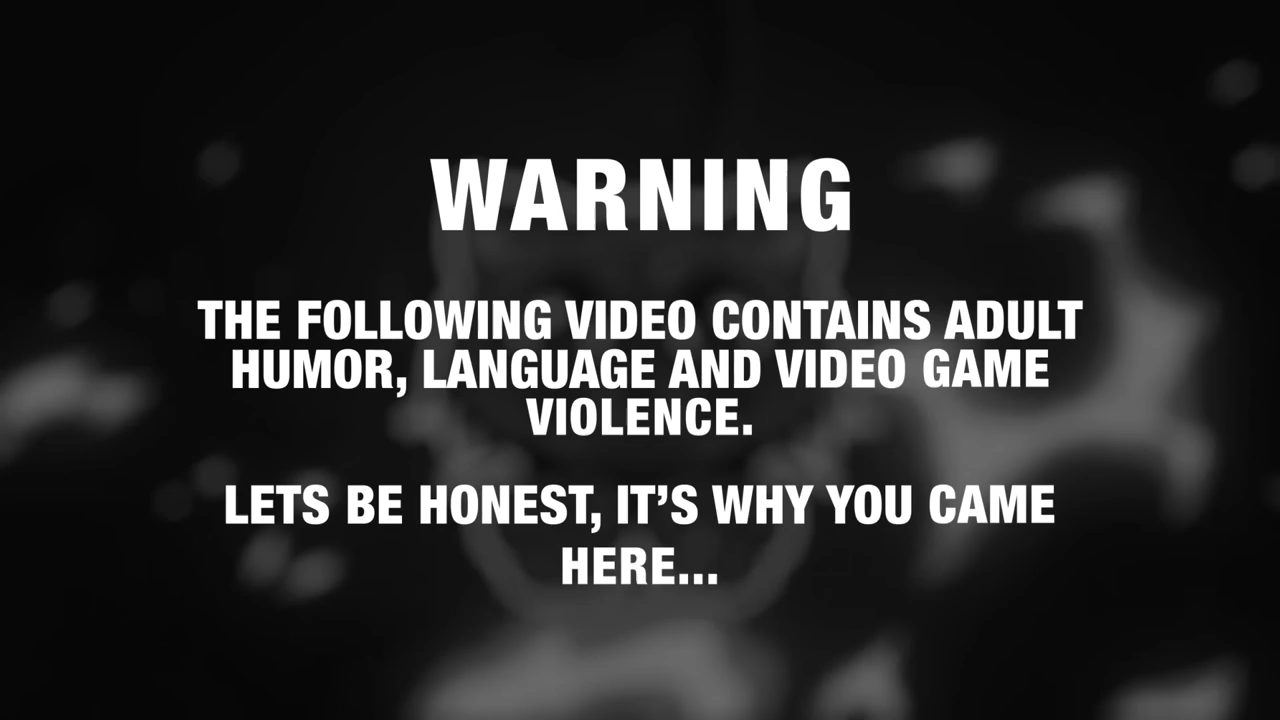 WARNING
THE FOLLOWING VIDEO CONTAINS ADULT
HUMOR, LANGUAGE AND VIDEO GAME
VIOLENCE.
LETS BE HONEST, IT’S WHY YOU CAME
HERE...